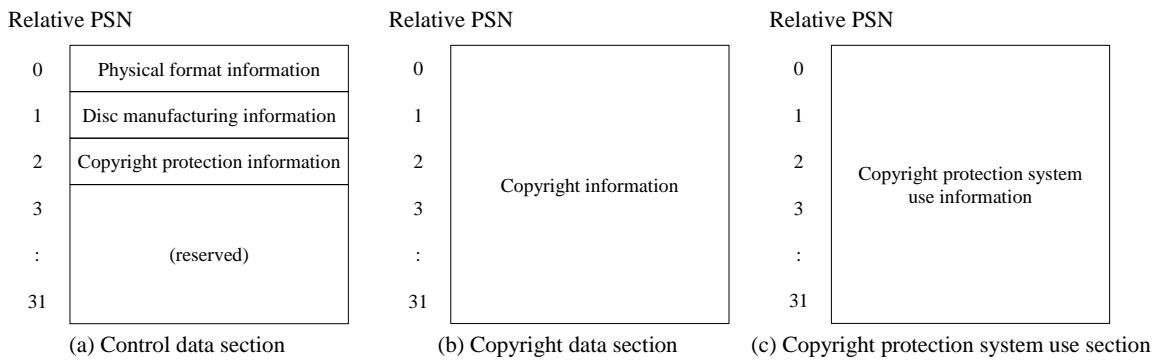 Relative PSN
0
Physical format information
1
Disc manufacturing information
2
Copyright protection information
3
:
(reserved)
31
(a) Control data section
Relative PSN
0
1
2
Copyright information
3
:
31
(b) Copyright data section
Relative PSN
0
1
2
Copyright protection system
use information
3
:
31
(c) Copyright protection system use section